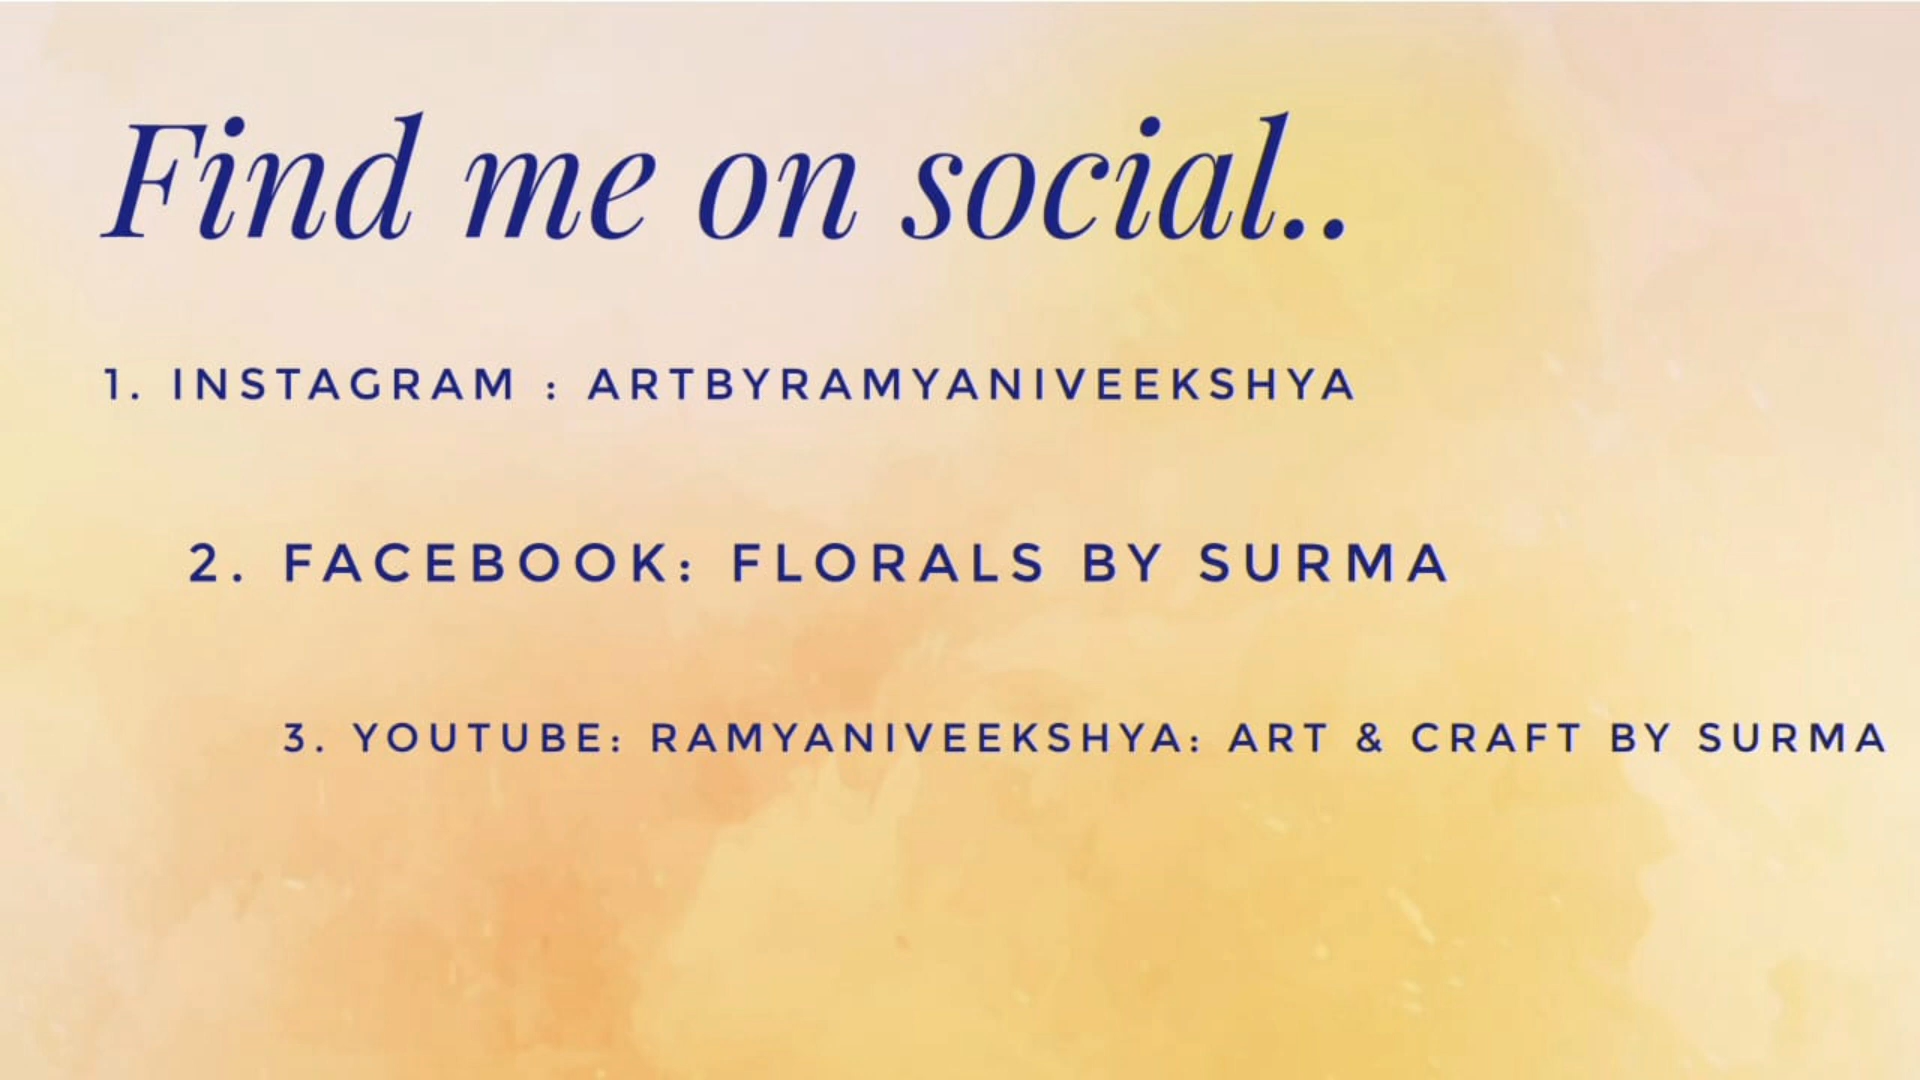 Find me on social..
1. INSTAGRAM : ARTBYRAMYANIVEEKSHYA
2. FACEBOOK: FLORALS BY SURMA
3. YOUTUBE: RAMYANIVEEKSHYA: ART & CRAFT BY SURMA